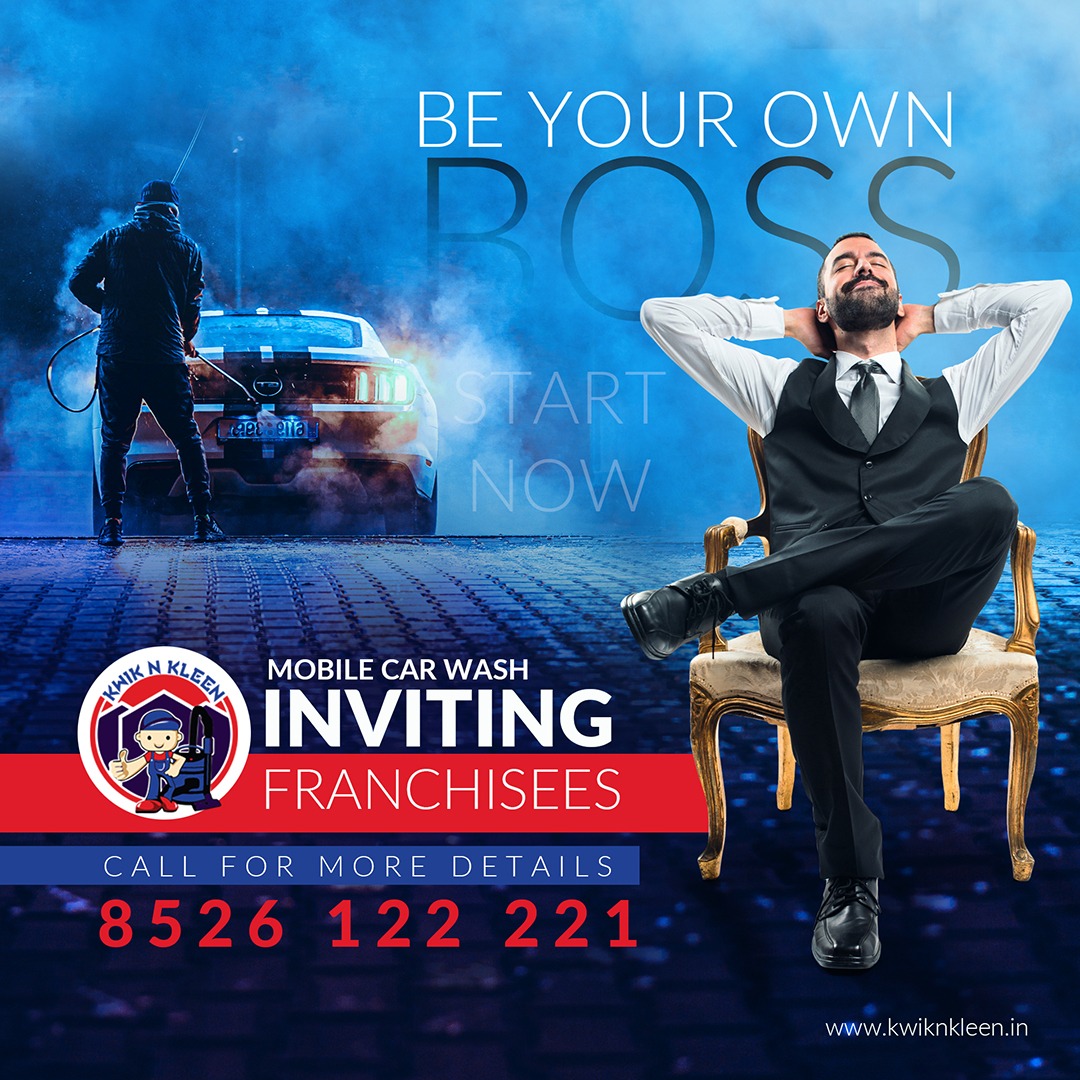 BE YOUR OWN
BOSS
START
NOW
KWIK N KLEEN
MOBILE CAR WASH
INVITING
FRANCHISEES
CALL FOR MORE DETAILS
8526 122 221
www.kwiknkleen.in